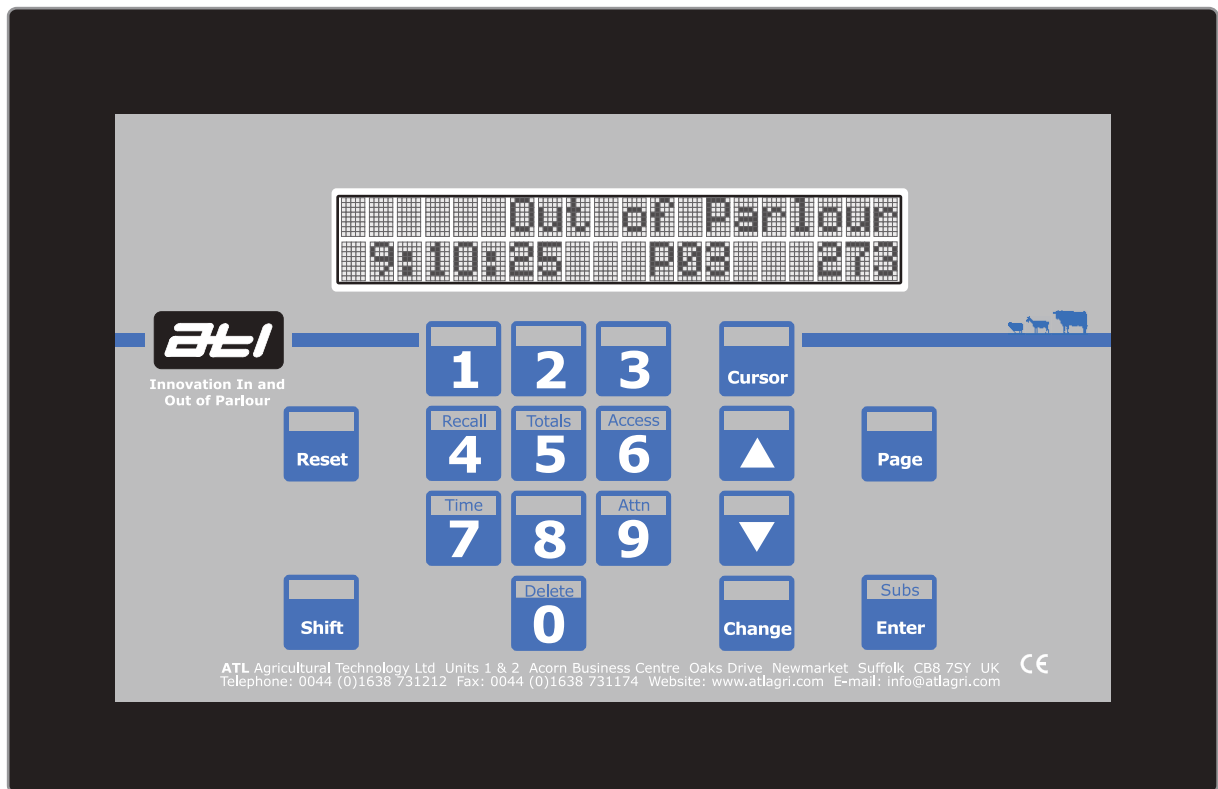 Out of Parlour
9:10:25 P03 273
atl
Innovation In and
Out of Parlour
1 2 3 Cursor
Recall Totals Access
Reset 4 5 6 Page
Time Attn
7 8 9
Delete Subs
Shift 0 Change Enter
ATL Agricultural Technology Ltd Units 1 & 2 Acorn Business Centre Oaks Drive Newmarket Suffolk CB8 7SY UK CE
Telephone: 0044 (0)1638 731212 Fax: 0044 (0)1638 731174 Website: www.atlagri.com E-mail: info@atlagri.com